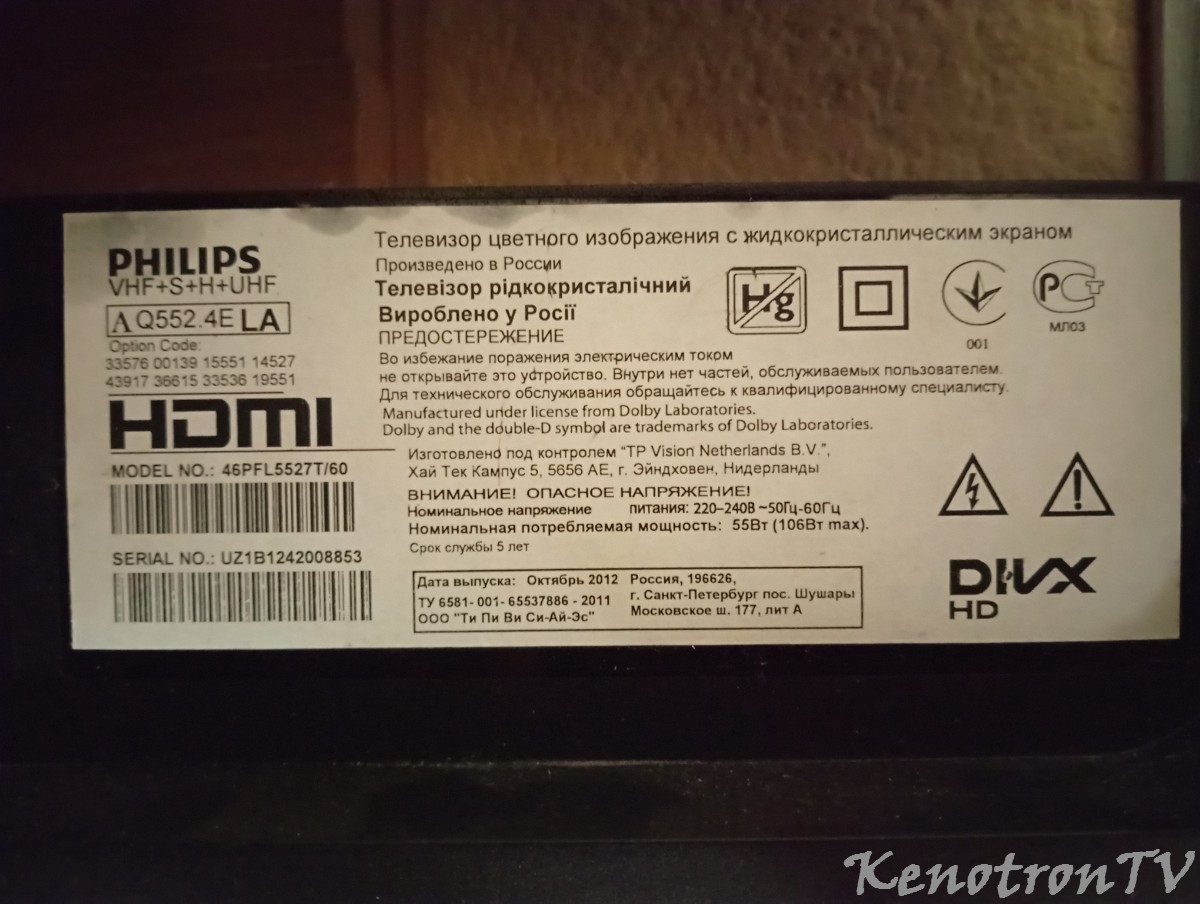 PHILIPS
VHF+S+H+UHF
Λ Q552.4E LA
Option Code:
33576 00139 15551 14527
43917 36615 33536 19551
HDMI
MODEL NO.: 46PFL5527T/60
SERIAL NO.: UZ1B1242008853
Телевизор цветного изображения с жидкокристаллическим экраном
Произведено в России
Телевізор рідкокристалічний
Вироблено у Росії
ПРЕДОСТЕРЕЖЕНИЕ
Во избежание поражения электрическим током
не открывайте это устройство. Внутри нет частей, обслуживаемых пользователем.
Для технического обслуживания обращайтесь к квалифицированному специалисту.
Manufactured under license from Dolby Laboratories.
Dolby and the double-D symbol are trademarks of Dolby Laboratories.
Изготовлено под контролем "TP Vision Netherlands B.V.",
Хай Тек Кампус 5, 5656 AE, г. Эйндховен, Нидерланды
ВНИМАНИЕ! ОПАСНОЕ НАПРЯЖЕНИЕ!
Номинальное напряжение питания: 220–240В ~50Гц-60Гц
Номинальная потребляемая мощность: 55Вт (106Вт max).
Срок службы 5 лет
Дата выпуска: Октябрь 2012
ТУ 6581- 001- 65537886 - 2011
ООО "Ти Пи Ви Си-Ай-Эс"
Россия, 196626,
г. Санкт-Петербург пос. Шушары
Московское ш. 177, лит А
Hg
001
РСТ
МЛ03
DIVX
HD
KenotronTV